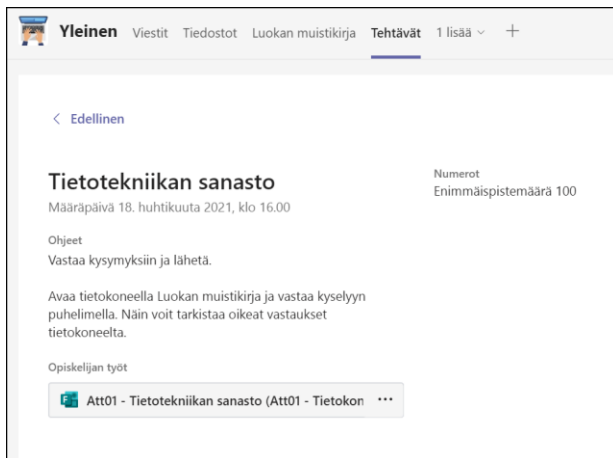 Yleinen Viestit Tiedostot Luokan muistikirja Tehtävät 1 lisää
Edellinen
Tietotekniikan sanasto
Määräpäivä 18. huhtikuuta 2021, klo 16.00
Numerot
Enimmäispistemäärä 100
Ohjeet
Vastaa kysymyksiin ja lähetä.
Avaa tietokoneella Luokan muistikirja ja vastaa kyselyyn
puhelimella. Näin voit tarkistaa oikeat vastaukset
tietokoneelta.
Opiskelijan työt
Att01 - Tietotekniikan sanasto (Att01 - Tietokon ...